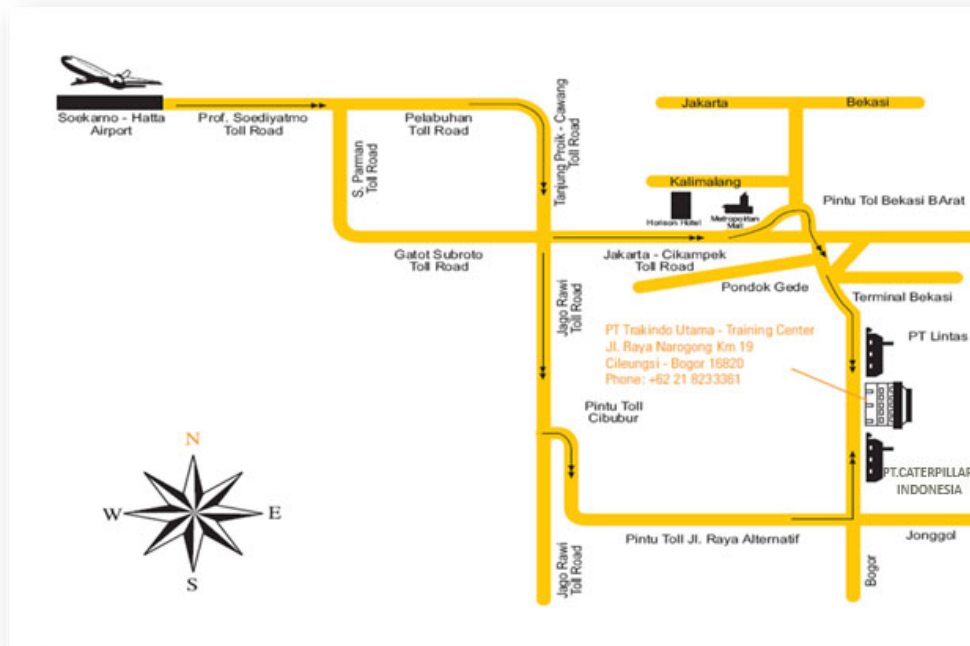 Soekarno - Hatta
Airport
Prof. Soediyatmo
Toll Road
Pelabuhan
Toll Road
S. Parman
Toll Road
Tanjung Proik - Cawang
Toll Road
Jakarta
Bekasi
Kalimalang
Horison Hotel
Metropolitan
Mall
Pintu Tol Bekasi BArat
Gatot Subroto
Toll Road
Jakarta - Cikampek
Toll Road
Pondok Gede
Terminal Bekasi
Jago Rawi
Toll Road
PT Trakindo Utama - Training Center
Jl. Raya Narogong Km 19
Cileungsi - Bogor 16820
Phone: +62 21 8233361
PT Lintas
Pintu Toll
Cibubur
PT.CATERPILLAR
INDONESIA
N
W
E
S
Pintu Toll Jl. Raya Alternatif
Jonggol
Jago Rawi
Toll Road
Bogor